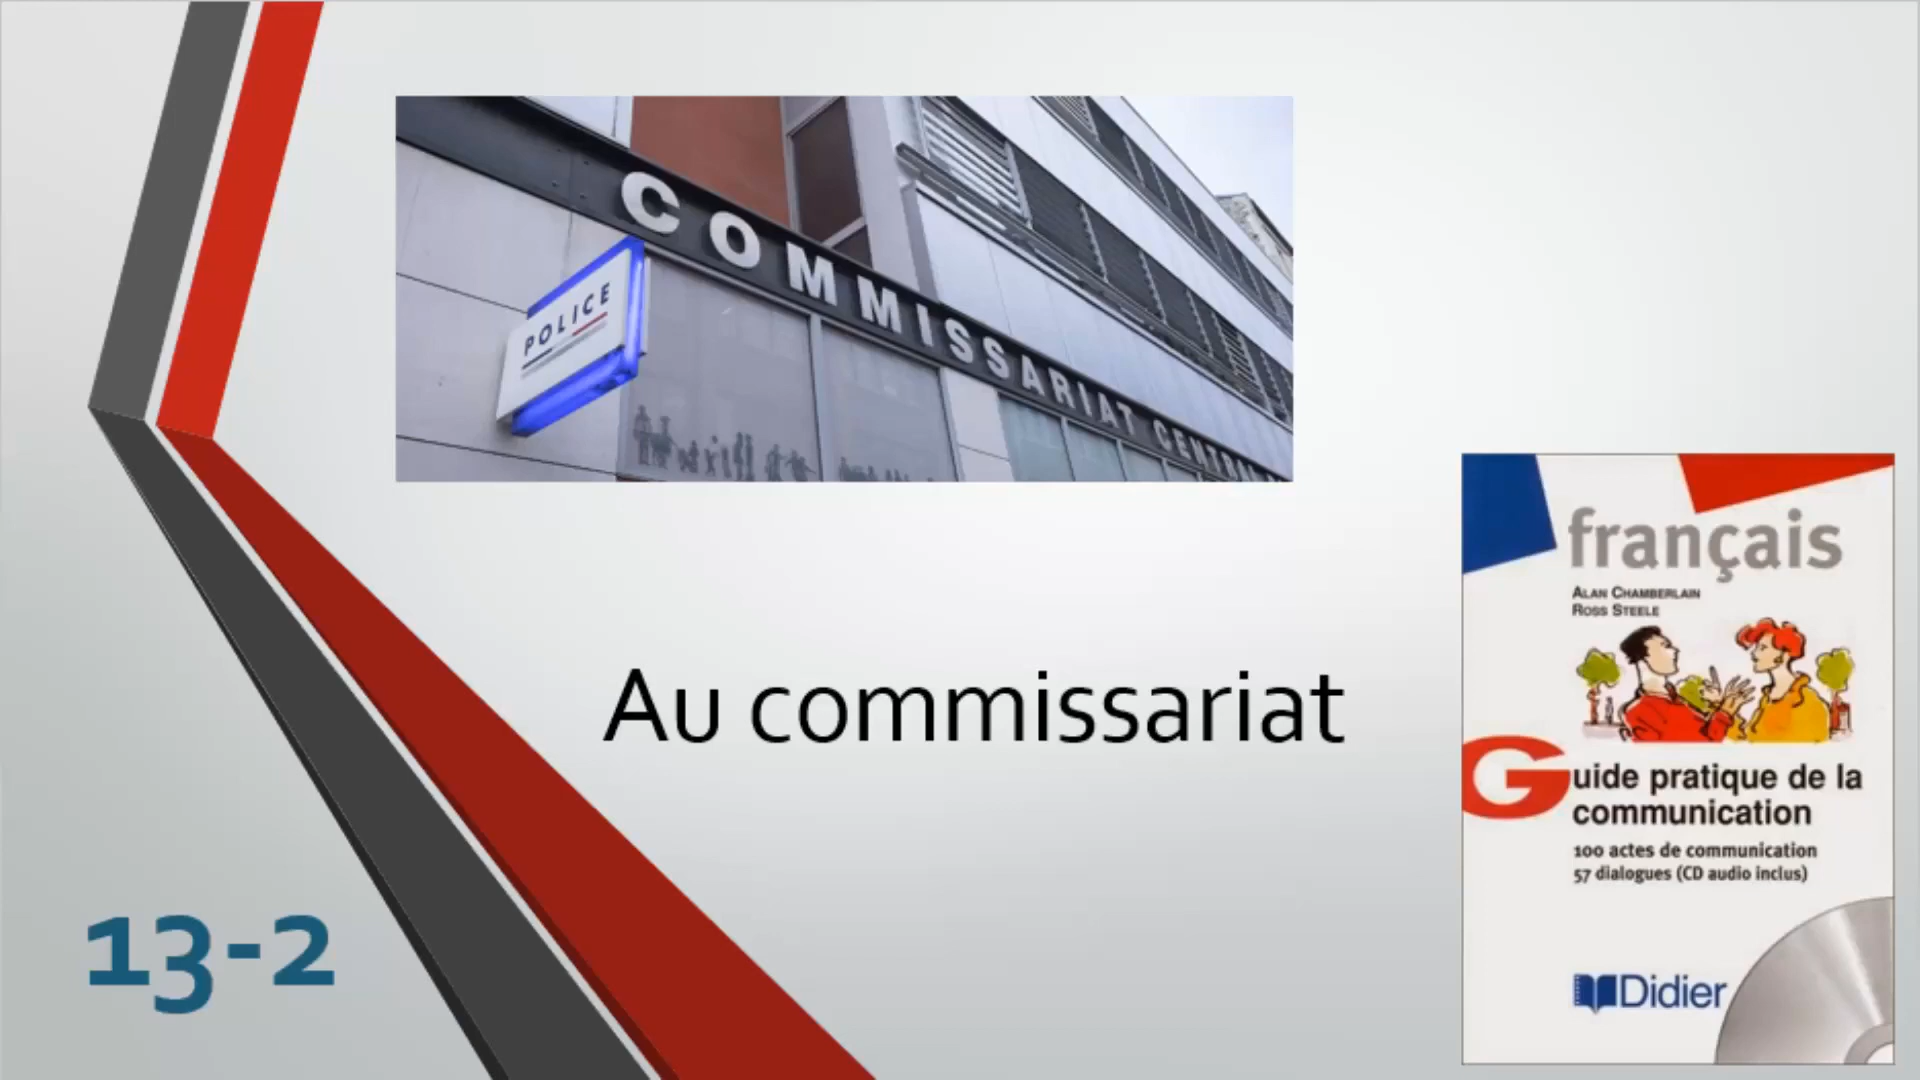 COMMISSARIAT CENTRAL
POLICE
Au commissariat
13-2
français
ALAN CHAMBERLAIN
ROSS STEELE
Guide pratique de la
communication
100 actes de communication
57 dialogues (CD audio inclus)
Didier